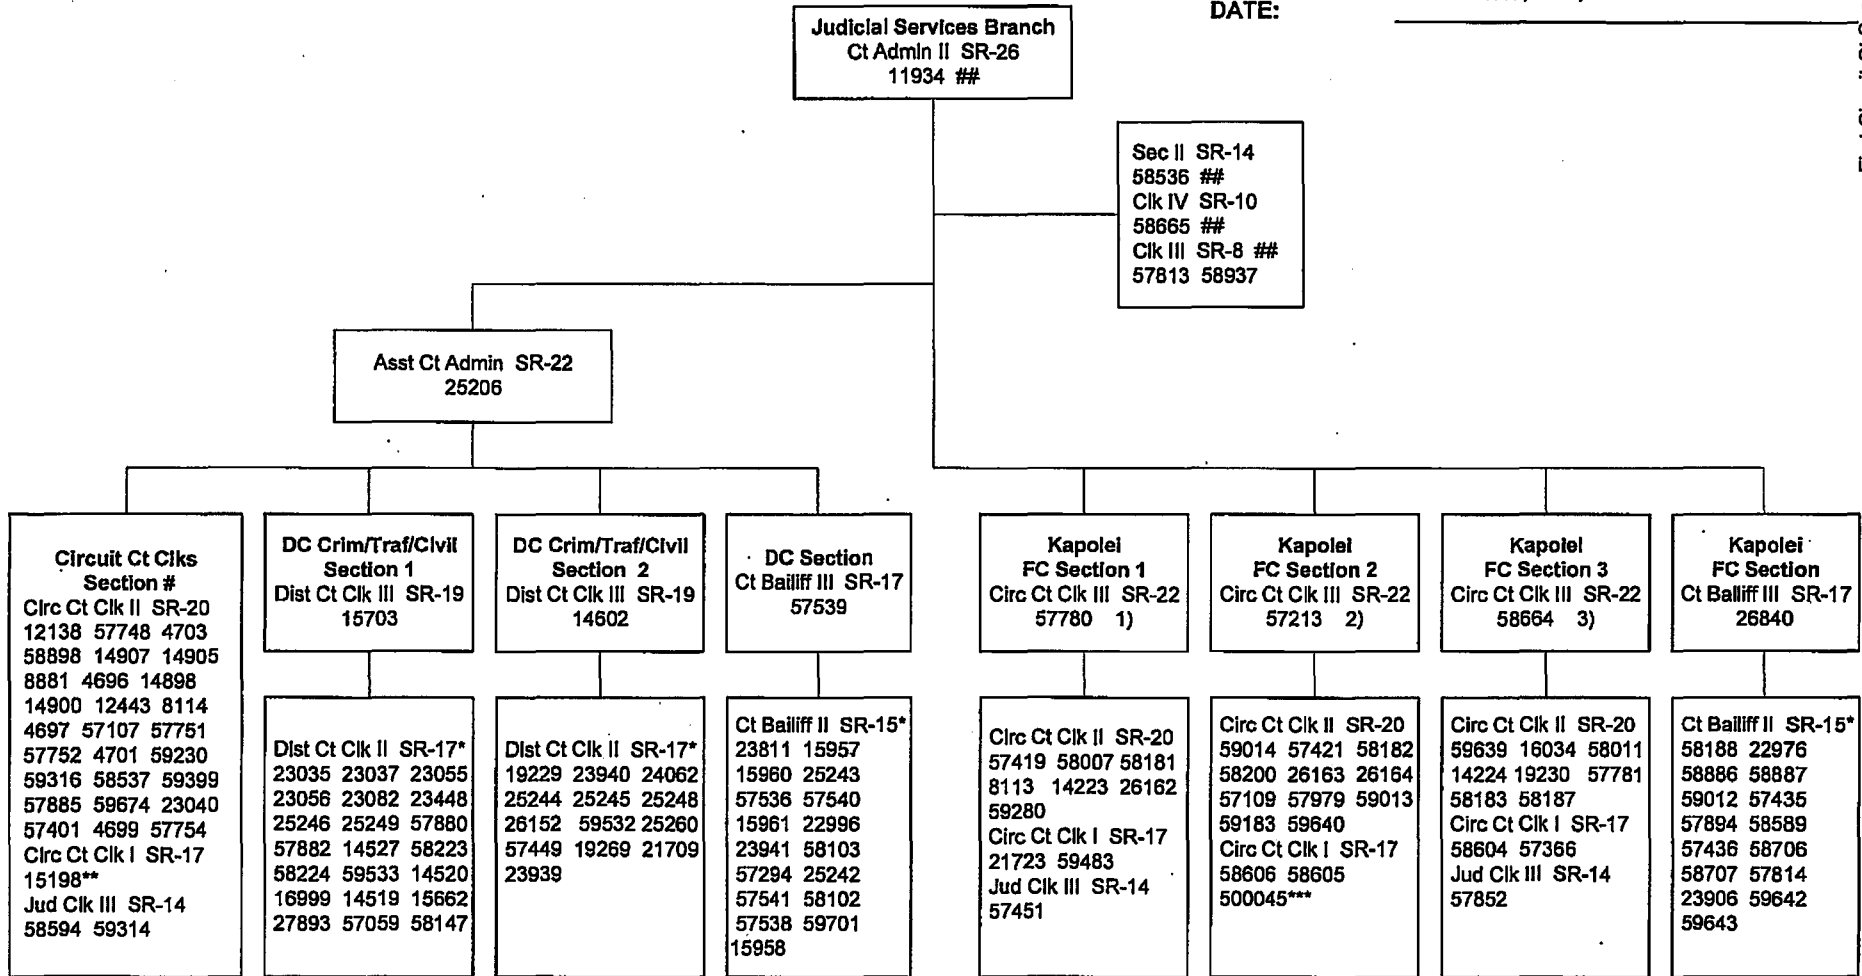 DATE:
Judicial Services Branch
Ct Admin II SR-26
11934 ##
Sec II SR-14
58536 ##
Clk IV SR-10
58665 ##
Clk III SR-8 ##
57813 58937
Asst Ct Admin SR-22
25206
Circuit Ct Clks
Section #
Circ Ct Clk II SR-20
12138 57748 4703
58898 14907 14905
8881 4696 14898
14900 12443 8114
4697 57107 57751
57752 4701 59230
59316 58537 59399
57885 59674 23040
57401 4699 57754
Circ Ct Clk I SR-17
15198**
Jud Clk III SR-14
58594 59314
DC Crim/Traf/Civil
Section 1
Dist Ct Clk III SR-19
15703
Dist Ct Clk II SR-17*
23035 23037 23055
23056 23082 23448
25246 25249 57880
57882 14527 58223
58224 59533 14520
16999 14519 15662
27893 57059 58147
DC Crim/Traf/Civil
Section 2
Dist Ct Clk III SR-19
14602
Dist Ct Clk II SR-17*
19229 23940 24062
25244 25245 25248
26152 59532 25260
57449 19269 21709
23939
DC Section
Ct Bailiff III SR-17
57539
Ct Bailiff II SR-15*
23811 15957
15960 25243
57536 57540
15961 22996
23941 58103
57294 25242
57541 58102
57538 59701
15958
Kapolei
FC Section 1
Circ Ct Clk III SR-22
57780 1)
Circ Ct Clk II SR-20
57419 58007 58181
8113 14223 26162
59280
Circ Ct Clk I SR-17
21723 59483
Jud Clk III SR-14
57451
Kapolei
FC Section 2
Circ Ct Clk III SR-22
57213 2)
Circ Ct Clk II SR-20
59014 57421 58182
58200 26163 26164
57109 57979 59013
59183 59640
Circ Ct Clk I SR-17
58606 58605
500045***
Kapolei
FC Section 3
Circ Ct Clk III SR-22
58664 3)
Circ Ct Clk II SR-20
59639 16034 58011
14224 19230 57781
58183 58187
Circ Ct Clk I SR-17
58604 57366
Jud Clk III SR-14
57852
Kapolei
FC Section
Ct Bailiff III SR-17
26840
Ct Bailiff II SR-15*
58188 22976
58886 58887
59012 57435
57894 58589
57436 58706
58707 57814
23906 59642
59643